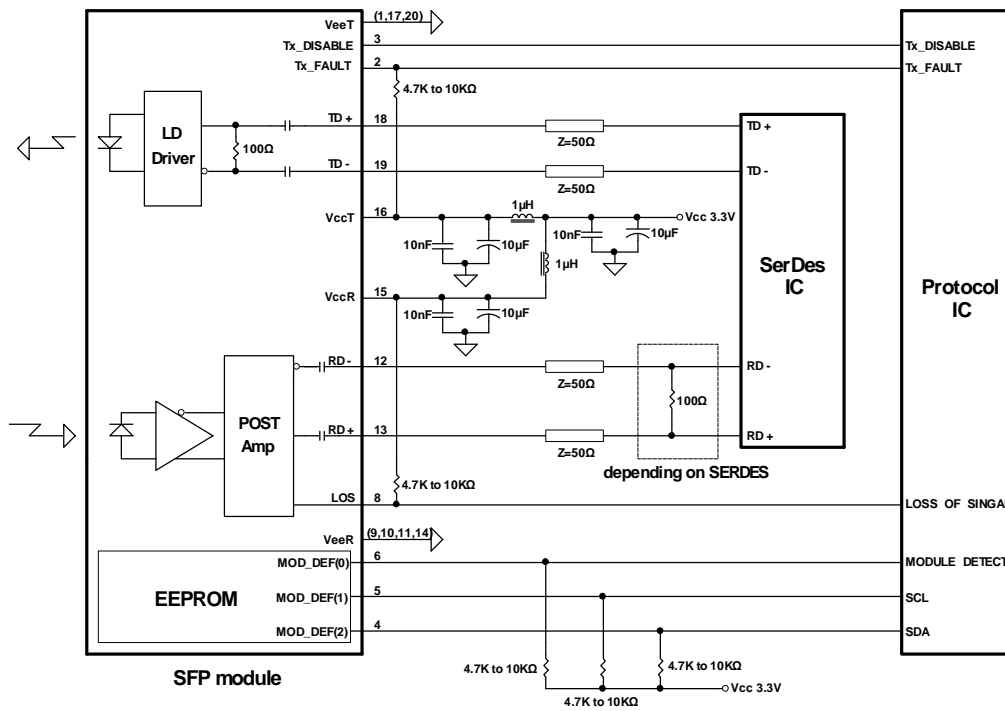 VeeT (1,17,20)
Tx_DISABLE 3 Tx_DISABLE
Tx_FAULT 2 Tx_FAULT
4.7K to 10KΩ
LD
Driver
100Ω
TD+ 18 Z=50Ω TD+
TD- 19 Z=50Ω TD-
VccT 16 1μH Vcc 3.3V
10nF 10μF 10nF 10μF
1μH
VccR 15
10nF 10μF
SerDes
IC
Protocol
IC
RD- 12 Z=50Ω RD-
100Ω
POST
Amp
RD+ 13 Z=50Ω RD+
depending on SERDES
4.7K to 10KΩ
LOS 8 LOSS OF SINGAL
VeeR (9,10,11,14)
EEPROM
MOD_DEF(0) 6 MODULE DETECT
MOD_DEF(1) 5 SCL
MOD_DEF(2) 4 SDA
4.7K to 10KΩ 4.7K to 10KΩ
4.7K to 10KΩ
Vcc 3.3V
SFP module